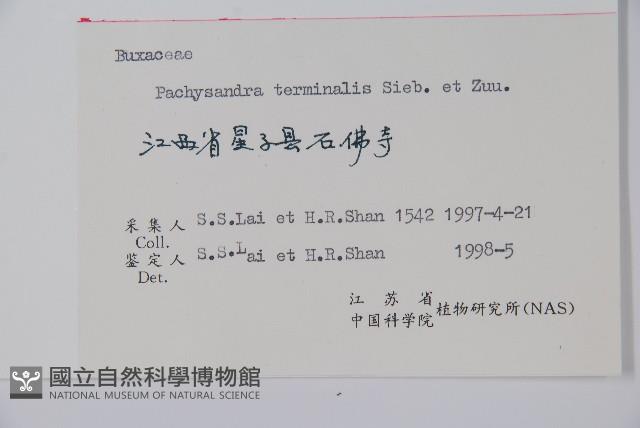 Buxaceae
Pachysandra terminalis Sieb. et Zuu.
江西省星子县石佛寺
采集人 S.S.Lai et H.R.Shan 1542 1997-4-21
Coll.
鉴定人 S.S.Lai et H.R.Shan 1998-5
Det.
江苏省
中国科学院 植物研究所(NAS)
國立自然科學博物館
NATIONAL MUSEUM OF NATURAL SCIENCE